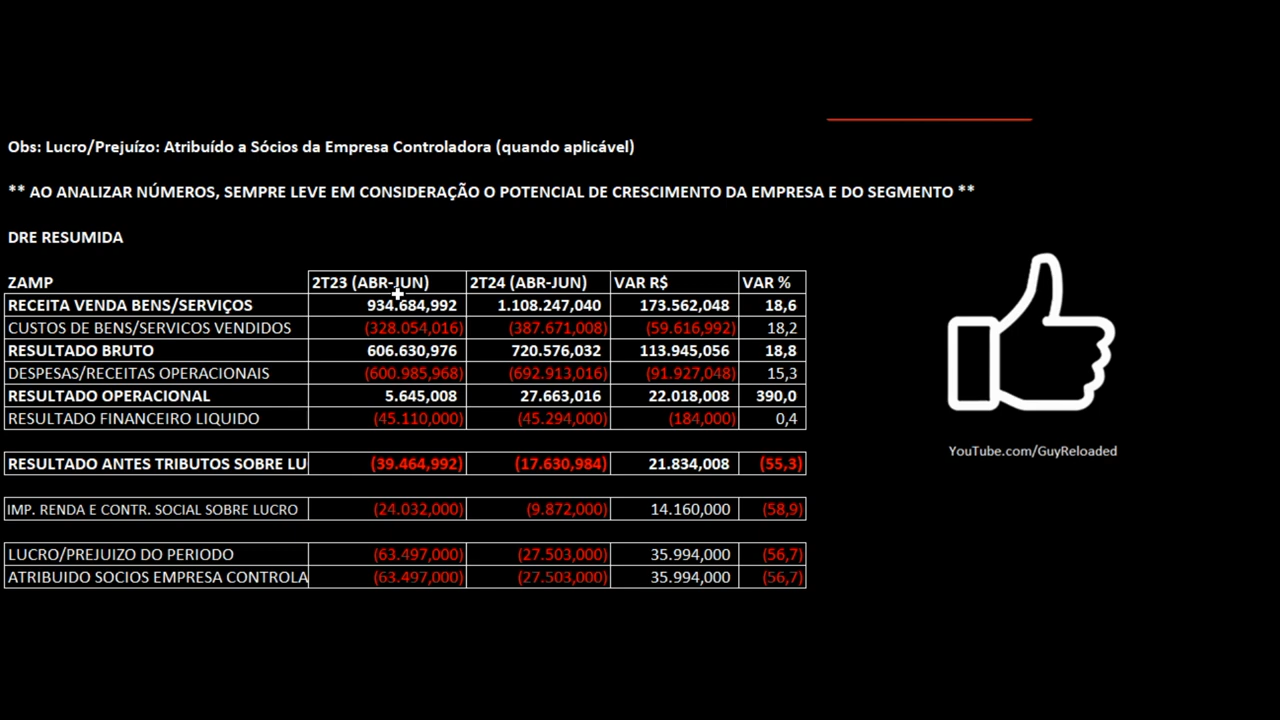 Obs: Lucro/Prejuízo: Atribuído a Sócios da Empresa Controladora (quando aplicável)
** AO ANALIZAR NÚMEROS, SEMPRE LEVE EM CONSIDERAÇÃO O POTENCIAL DE CRESCIMENTO DA EMPRESA E DO SEGMENTO **
DRE RESUMIDA
ZAMP 2T23 (ABR-JUN) 2T24 (ABR-JUN) VAR R$ VAR %
RECEITA VENDA BENS/SERVIÇOS 934.684,992 1.108.247,040 173.562,048 18,6
CUSTOS DE BENS/SERVICOS VENDIDOS (328.054,016) (387.671,008) (59.616,992) 18,2
RESULTADO BRUTO 606.630,976 720.576,032 113.945,056 18,8
DESPESAS/RECEITAS OPERACIONAIS (600.985,968) (692.913,016) (91.927,048) 15,3
RESULTADO OPERACIONAL 5.645,008 27.663,016 22.018,008 390,0
RESULTADO FINANCEIRO LIQUIDO (45.110,000) (45.294,000) (184,000) 0,4
RESULTADO ANTES TRIBUTOS SOBRE LU (39.464,992) (17.630,984) 21.834,008 (55,3)
IMP. RENDA E CONTR. SOCIAL SOBRE LUCRO (24.032,000) (9.872,000) 14.160,000 (58,9)
LUCRO/PREJUIZO DO PERIODO (63.497,000) (27.503,000) 35.994,000 (56,7)
ATRIBUIDO SOCIOS EMPRESA CONTROLA (63.497,000) (27.503,000) 35.994,000 (56,7)
YouTube.com/GuyReloaded